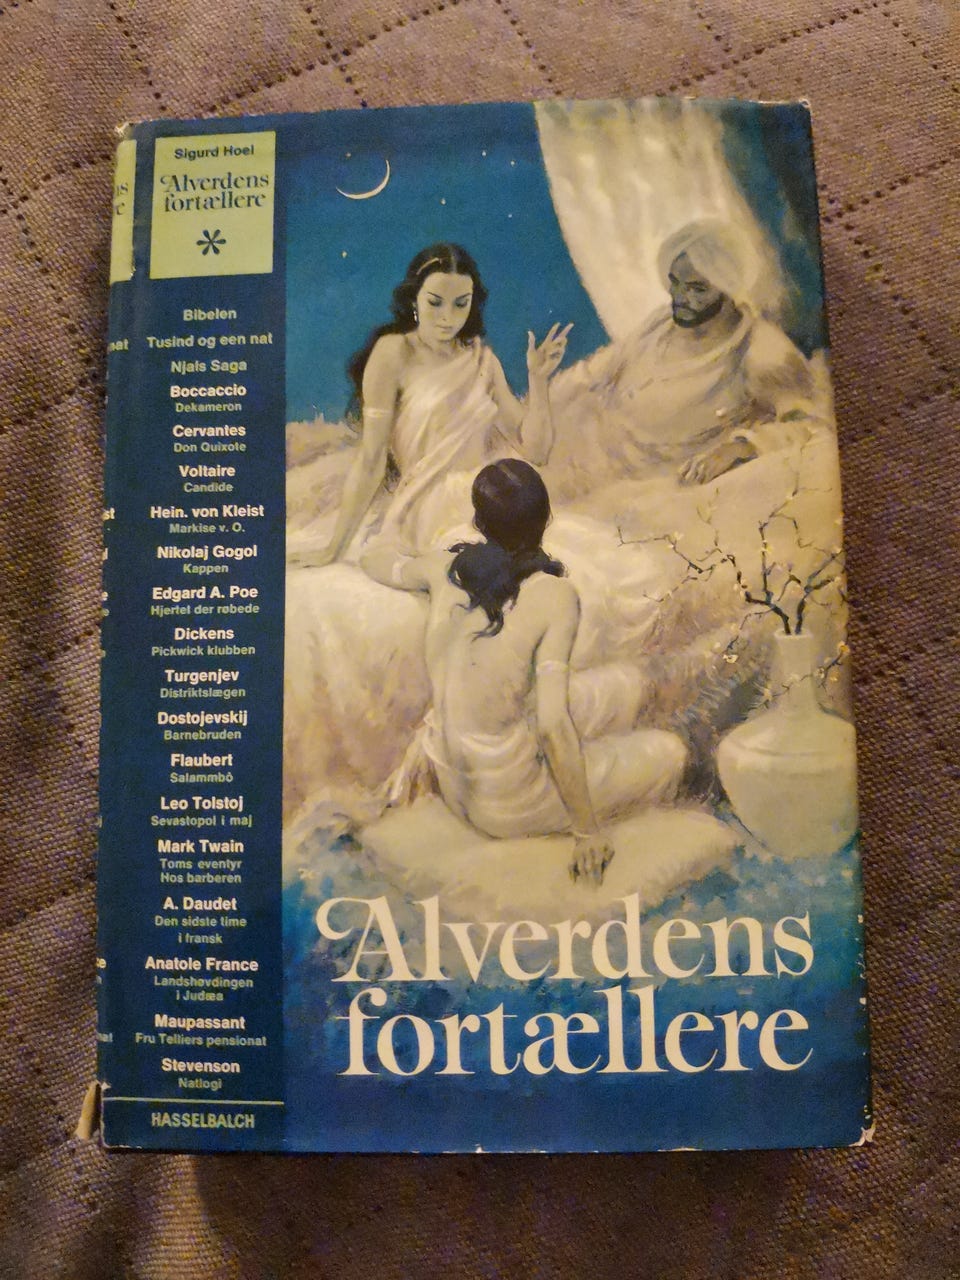 Sigurd Hoel
Alverdens
fortællere
*
Bibelen
Tusind og een nat
Njals Saga
Boccaccio
Dekameron
Cervantes
Don Quixote
Voltaire
Candide
Hein. von Kleist
Markise v. O.
Nikolaj Gogol
Kappen
Edgard A. Poe
Hjertet der røbede
Dickens
Pickwick klubben
Turgenjev
Distriktslægen
Dostojevskij
Barnebruden
Flaubert
Salammbô
Leo Tolstoj
Sevastopol i maj
Mark Twain
Toms eventyr
Hos barberen
A. Daudet
Den sidste time
i fransk
Anatole France
Landshøvdingen
i Judæa
Maupassant
Fru Telliers pensionat
Stevenson
Natlogi
HASSELBALCH
Alverdens
fortællere